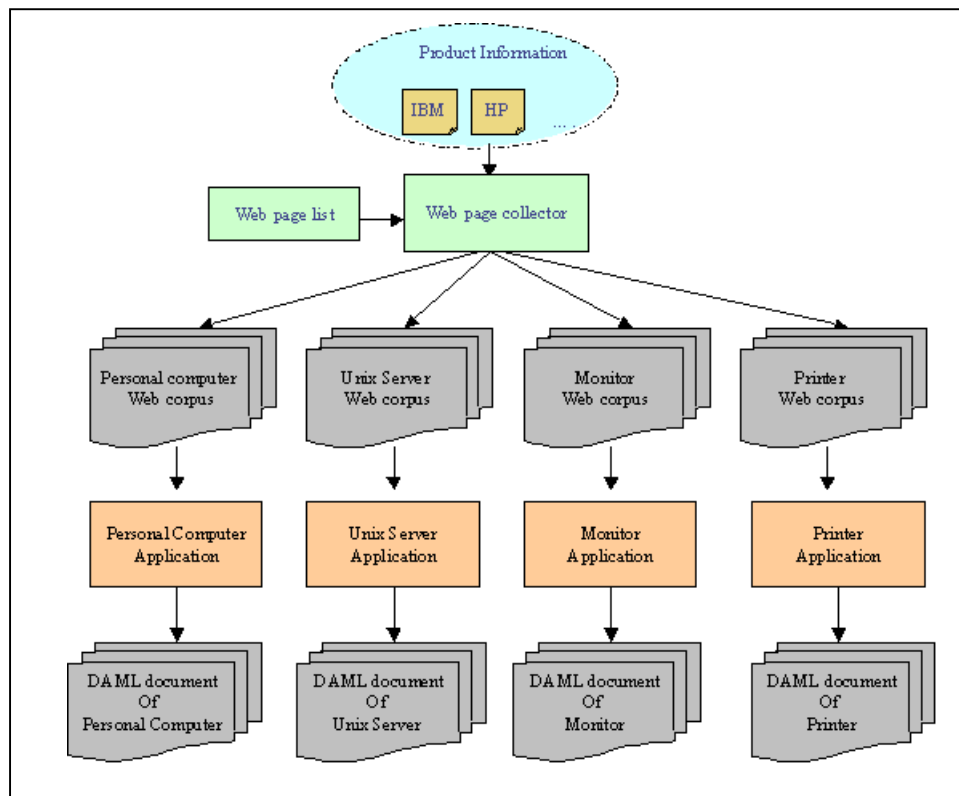 Product Information
IBM
HP
... ..
Web page list
Web page collector
Personal computer
Web corpus
Unix Server
Web corpus
Monitor
Web corpus
Printer
Web corpus
Personal Computer
Application
Unix Server
Application
Monitor
Application
Printer
Application
DAML document
Of
Personal Computer
DAML document
Of
Unix Server
DAML document
Of
Monitor
DAML document
Of
Printer